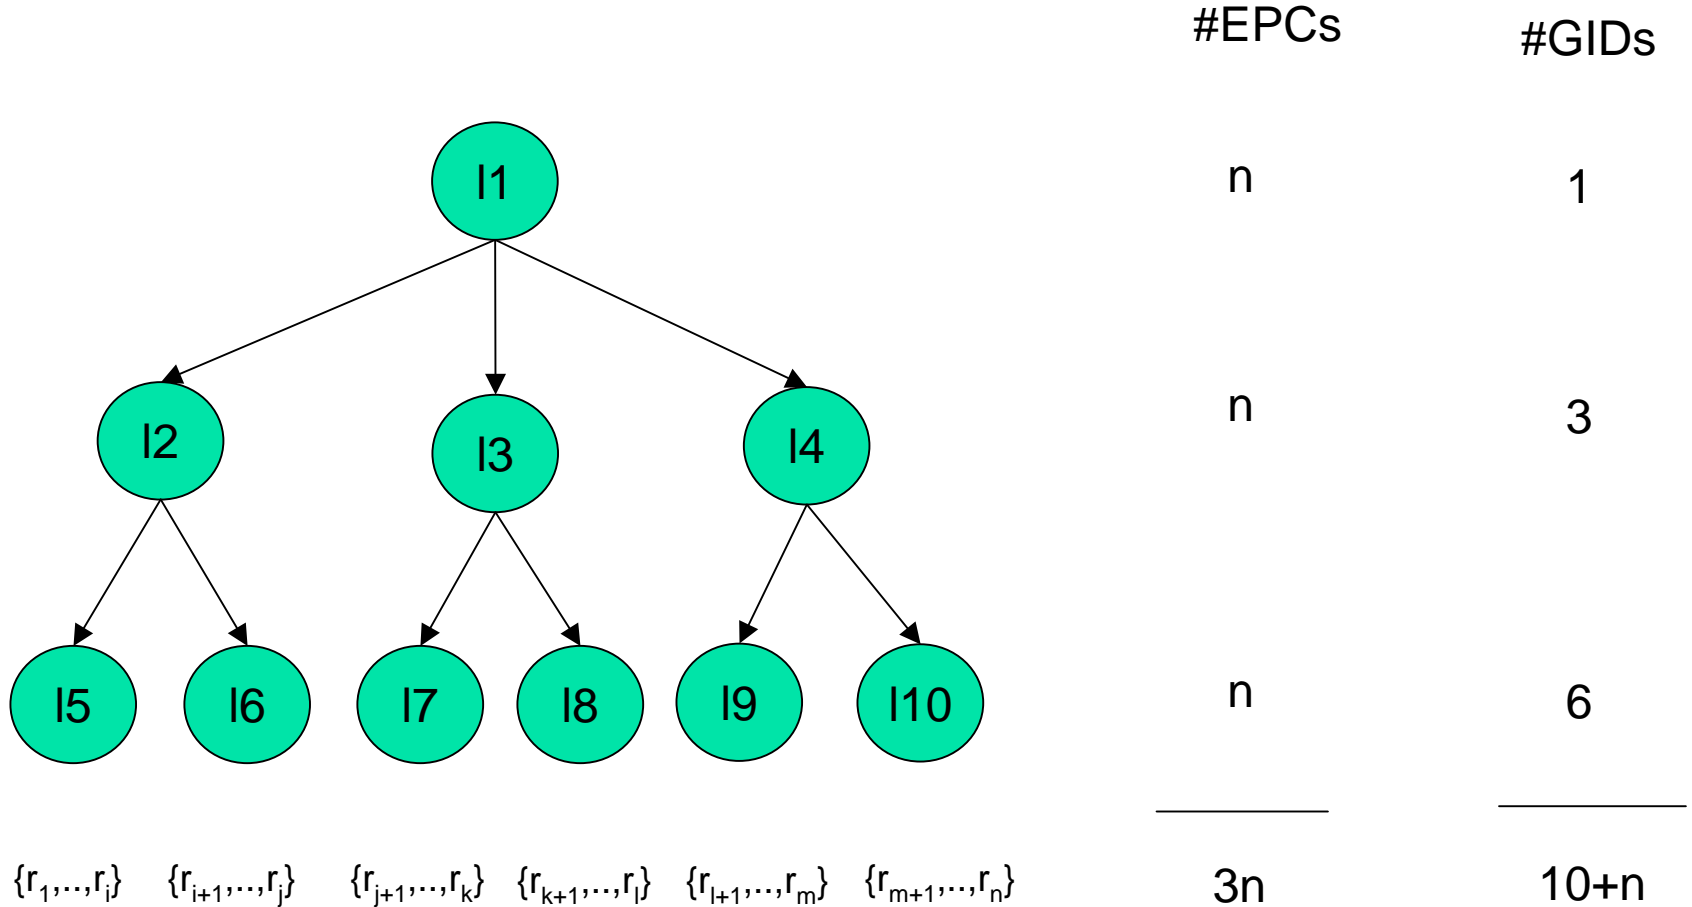 #EPCs #GIDs
l1 n 1
l2 l3 l4 n 3
l5 l6 l7 l8 l9 l10 n 6
{r1,..,ri} {ri+1,..,rj} {rj+1,..,rk} {rk+1,..,rl} {rl+1,..,rm} {rm+1,..,rn} 3n 10+n